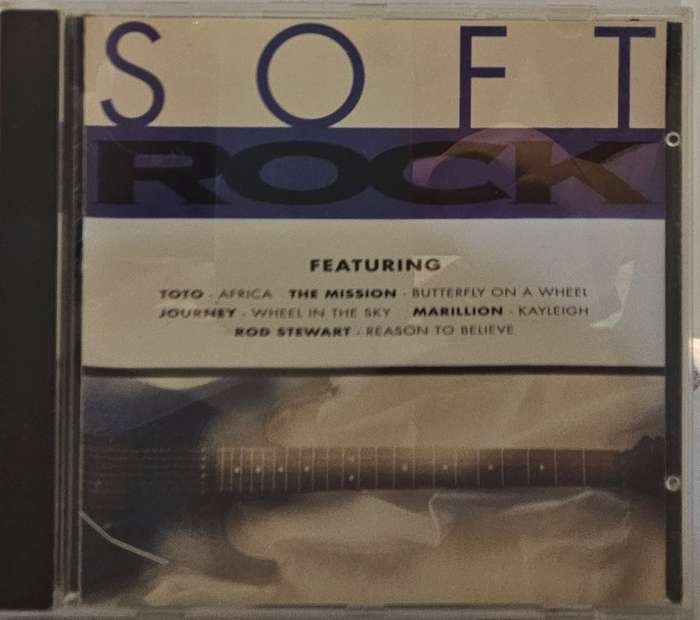 SOFT
ROCK
FEATURING
TOTO - AFRICA THE MISSION - BUTTERFLY ON A WHEEL
JOURNEY - WHEEL IN THE SKY MARILLION - KAYLEIGH
ROD STEWART - REASON TO BELIEVE